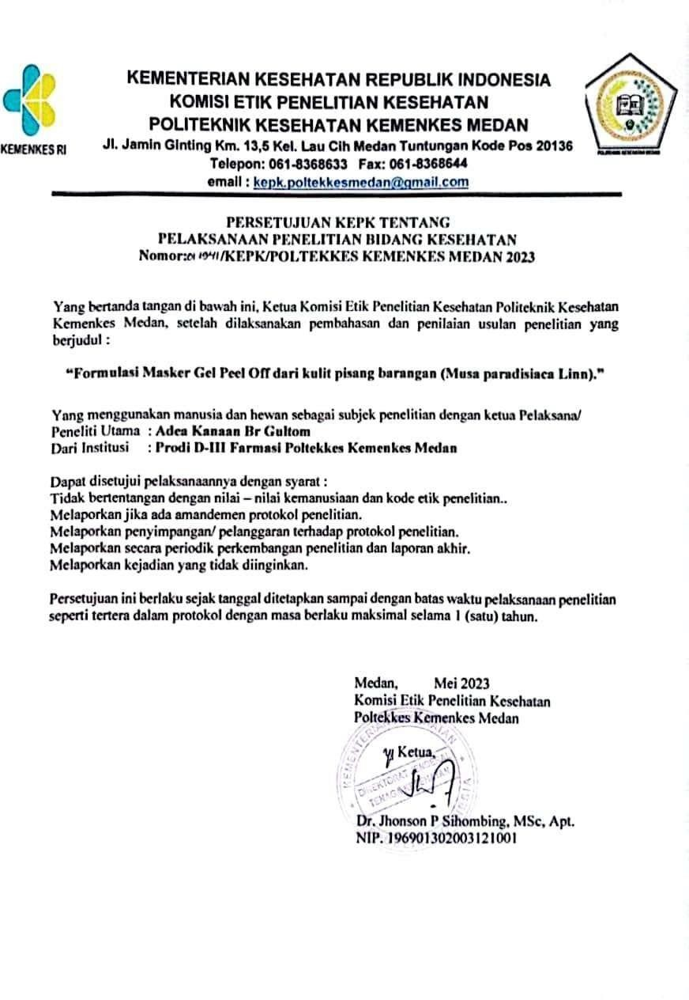 KEMENTERIAN KESEHATAN REPUBLIK INDONESIA
KOMISI ETIK PENELITIAN KESEHATAN
POLITEKNIK KESEHATAN KEMENKES MEDAN
KEMENKES RI
Jl. Jamin Ginting Km. 13,5 Kel. Lau Cih Medan Tuntungan Kode Pos 20136
Telepon: 061-8368633 Fax: 061-8368644
email : kepk.poltekkesmedan@gmail.com
POLITEKNIK KESEHATAN MEDAN
PERSETUJUAN KEPK TENTANG
PELAKSANAAN PENELITIAN BIDANG KESEHATAN
Nomor: /KEPK/POLTEKKES KEMENKES MEDAN 2023
Yang bertanda tangan di bawah ini, Ketua Komisi Etik Penelitian Kesehatan Politeknik Kesehatan
Kemenkes Medan, setelah dilaksanakan pembahasan dan penilaian usulan penelitian yang
berjudul :
“Formulasi Masker Gel Peel Off dari kulit pisang barangan (Musa paradisiaca Linn).”
Yang menggunakan manusia dan hewan sebagai subjek penelitian dengan ketua Pelaksana/
Peneliti Utama : Adea Kanaan Br Gultom
Dari Institusi : Prodi D-III Farmasi Poltekkes Kemenkes Medan
Dapat disetujui pelaksanaannya dengan syarat :
Tidak bertentangan dengan nilai – nilai kemanusiaan dan kode etik penelitian..
Melaporkan jika ada amandemen protokol penelitian.
Melaporkan penyimpangan/ pelanggaran terhadap protokol penelitian.
Melaporkan secara periodik perkembangan penelitian dan laporan akhir.
Melaporkan kejadian yang tidak diinginkan.
Persetujuan ini berlaku sejak tanggal ditetapkan sampai dengan batas waktu pelaksanaan penelitian
seperti tertera dalam protokol dengan masa berlaku maksimal selama 1 (satu) tahun.
Medan, Mei 2023
Komisi Etik Penelitian Kesehatan
Poltekkes Kemenkes Medan
Ketua,
DIREKTORAT JENDERAL
TENAGA KESEHATAN
Dr. Jhonson P Sihombing, MSc, Apt.
NIP. 196901302003121001